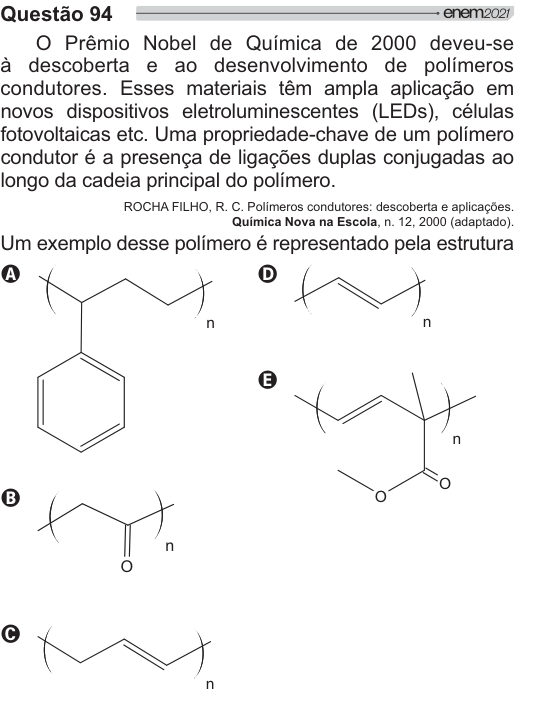 Questão 94
enem2021
O Prêmio Nobel de Química de 2000 deveu-se
à descoberta e ao desenvolvimento de polímeros
condutores. Esses materiais têm ampla aplicação em
novos dispositivos eletroluminescentes (LEDs), células
fotovoltaicas etc. Uma propriedade-chave de um polímero
condutor é a presença de ligações duplas conjugadas ao
longo da cadeia principal do polímero.
ROCHA FILHO, R. C. Polímeros condutores: descoberta e aplicações.
Química Nova na Escola, n. 12, 2000 (adaptado).
Um exemplo desse polímero é representado pela estrutura
A
n
B
n
O
C
n
D
n
E
n
O
O